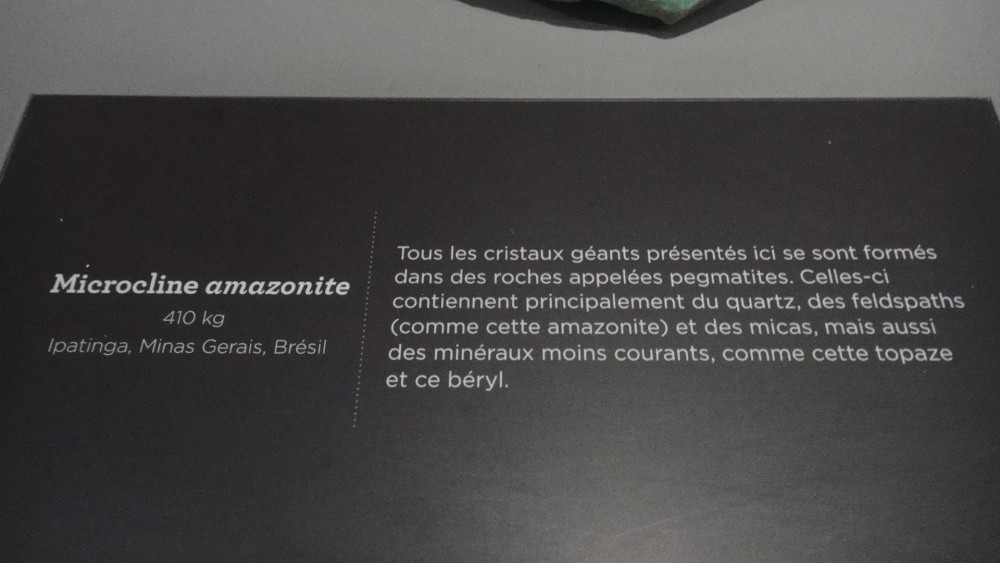 Microcline amazonite
410 kg
Ipatinga, Minas Gerais, Brésil
Tous les cristaux géants présentés ici se sont formés
dans des roches appelées pegmatites. Celles-ci
contiennent principalement du quartz, des feldspaths
(comme cette amazonite) et des micas, mais aussi
des minéraux moins courants, comme cette topaze
et ce béryl.